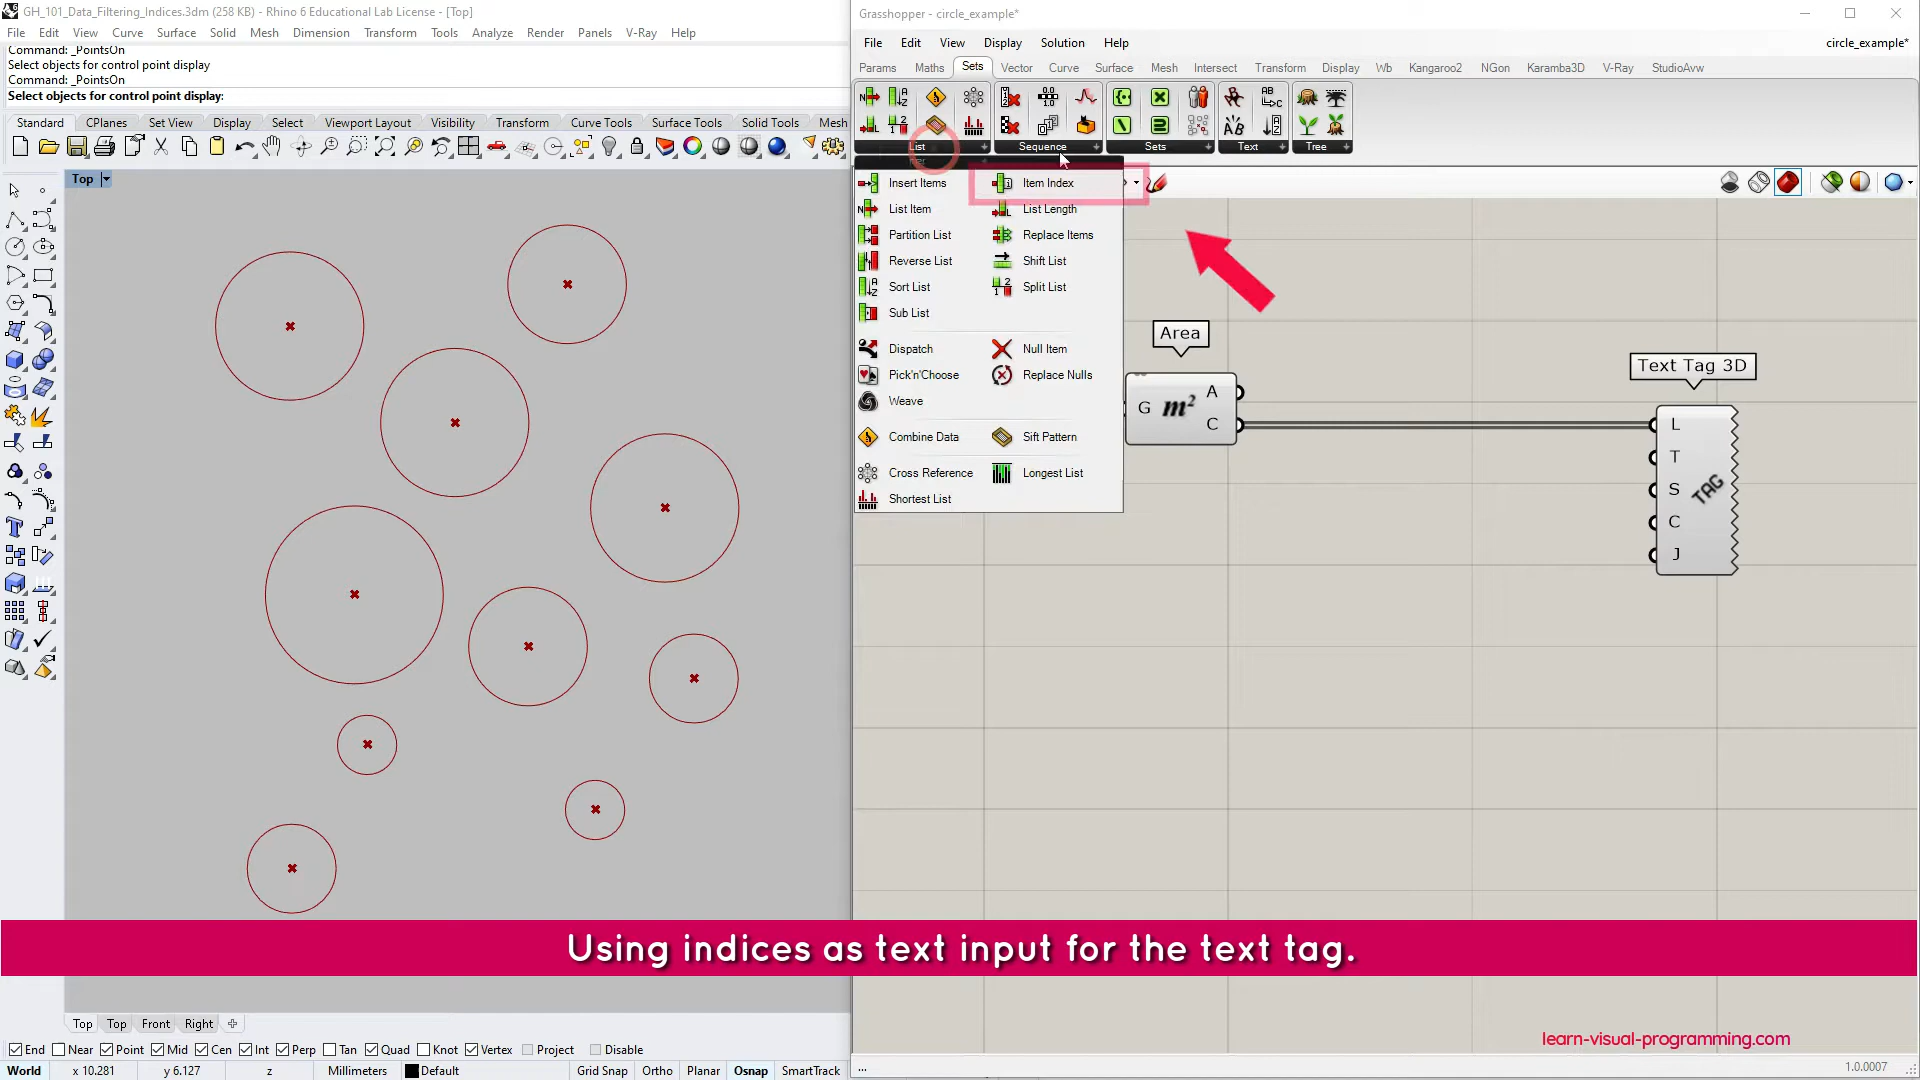 GH_101_Data_Filtering_Indices.3dm (258 KB) - Rhino 6 Educational Lab License - [Top]
File Edit View Curve Surface Solid Mesh Dimension Transform Tools Analyze Render Panels V-Ray Help
Command: _PointsOn
Select objects for control point display
Command: _PointsOn
Select objects for control point display:
Standard CPlanes Set View Display Select Viewport Layout Visibility Transform Curve Tools Surface Tools Solid Tools Mesh
Top
Grasshopper - circle_example*
File Edit View Display Solution Help circle_example*
Params Maths Sets Vector Curve Surface Mesh Intersect Transform Display Wb Kangaroo2 NGon Karamba3D V-Ray StudioAvw
List Sequence Sets Text Tree
Insert Items Item Index
List Item List Length
Partition List Replace Items
Reverse List Shift List
Sort List Split List
Sub List
Dispatch Null Item
Pick'n'Choose Replace Nulls
Weave
Combine Data Sift Pattern
Cross Reference Longest List
Shortest List
Area
G m² A
C
Text Tag 3D
L
T
S
C
J
TAG
Using indices as text input for the text tag.
learn-visual-programming.com
Top Top Front Right
End Near Point Mid Cen Int Perp Tan Quad Knot Vertex Project Disable
World x 10.281 y 6.127 z Millimeters Default Grid Snap Ortho Planar Osnap SmartTrack
... 1.0.0007